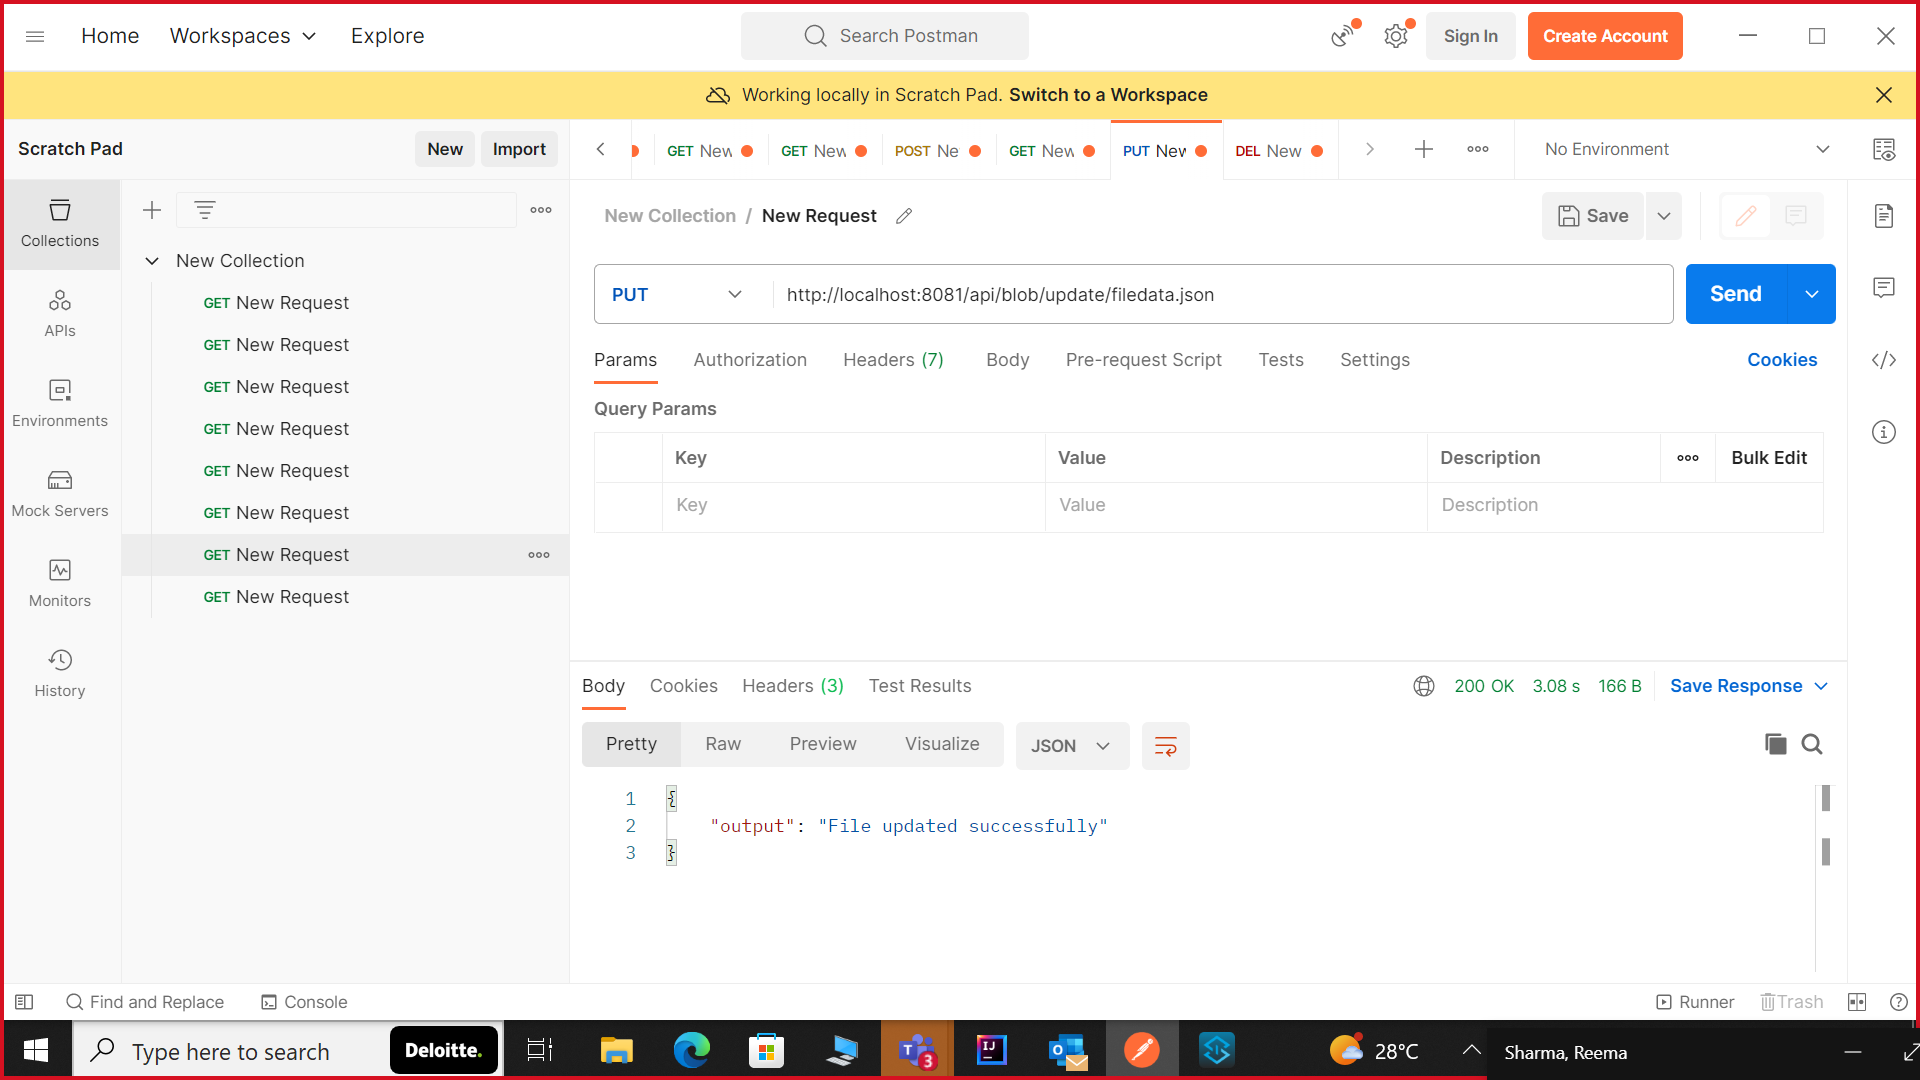 Home Workspaces Explore Search Postman Sign In Create Account
Working locally in Scratch Pad. Switch to a Workspace
Scratch Pad New Import GET New GET New POST Ne GET New PUT New DEL New No Environment
Collections
APIs
Environments
Mock Servers
Monitors
History
New Collection
GET New Request
GET New Request
GET New Request
GET New Request
GET New Request
GET New Request
GET New Request
GET New Request
New Collection / New Request Save
PUT http://localhost:8081/api/blob/update/filedata.json Send
Params Authorization Headers (7) Body Pre-request Script Tests Settings Cookies
Query Params
Key Value Description Bulk Edit
Key Value Description
Body Cookies Headers (3) Test Results 200 OK 3.08 s 166 B Save Response
Pretty Raw Preview Visualize JSON
1 {
2 "output": "File updated successfully"
3 }
Find and Replace Console Runner Trash
Type here to search Deloitte. 3 28°C Sharma, Reema